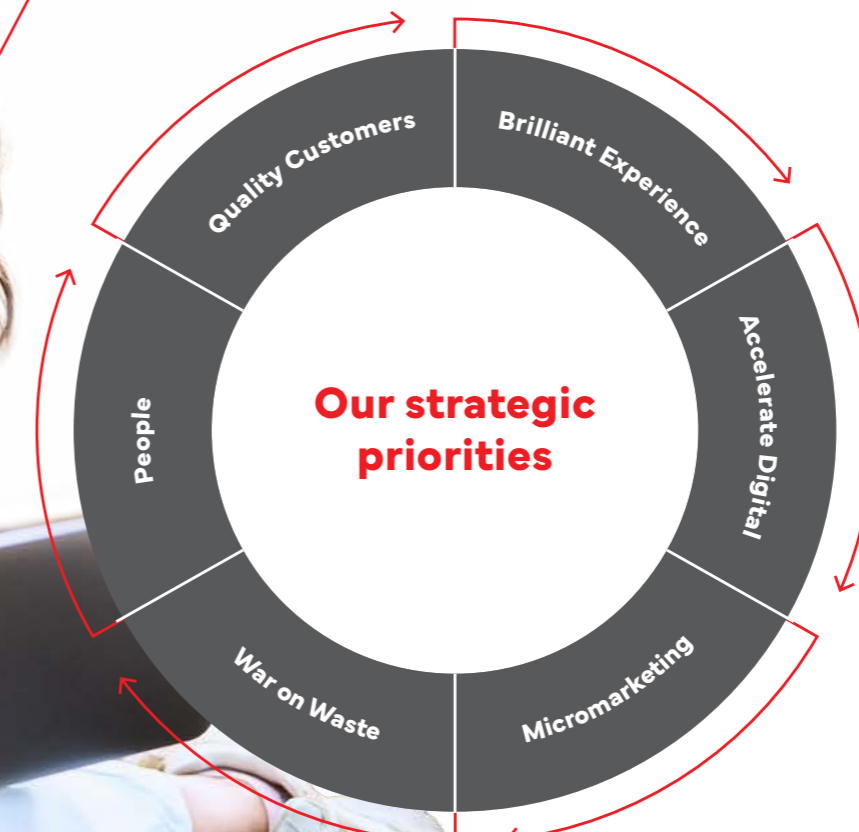 Our strategic
priorities
Brilliant Experience
Accelerate Digital
Micromarketing
War on Waste
People
Quality Customers